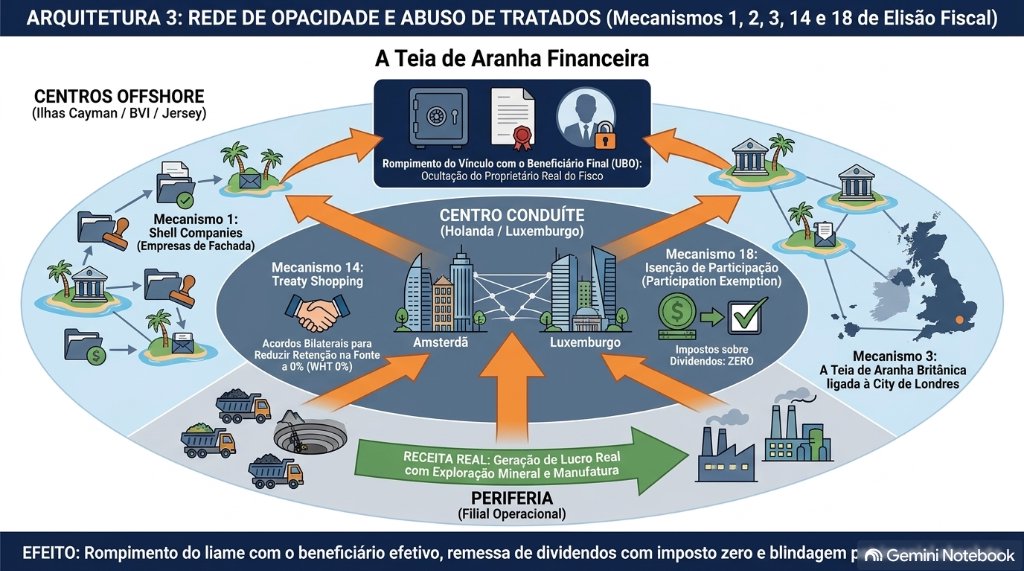 ARQUITETURA 3: REDE DE OPACIDADE E ABUSO DE TRATADOS (Mecanismos 1, 2, 3, 14 e 18 de Elisão Fiscal)
A Teia de Aranha Financeira
CENTROS OFFSHORE
(Ilhas Cayman / BVI / Jersey)
Rompimento do Vínculo com o Beneficiário Final (UBO):
Ocultação do Proprietário Real do Fisco
Mecanismo 1:
Shell Companies
(Empresas de Fachada)
CENTRO CONDUÍTE
(Holanda / Luxemburgo)
Mecanismo 14:
Treaty Shopping
Acordos Bilaterais para
Reduzir Retenção na Fonte
a 0% (WHT 0%)
Amsterdã
Luxemburgo
Mecanismo 18:
Isenção de Participação
(Participation Exemption)
$
Impostos sobre
Dividendos: ZERO
$
Mecanismo 3:
A Teia de Aranha Britânica
ligada à City de Londres
RECEITA REAL: Geração de Lucro Real
com Exploração Mineral e Manufatura
PERIFERIA
(Filial Operacional)
EFEITO: Rompimento do liame com o beneficiário efetivo, remessa de dividendos com imposto zero e blindagem
Gemini Notebook